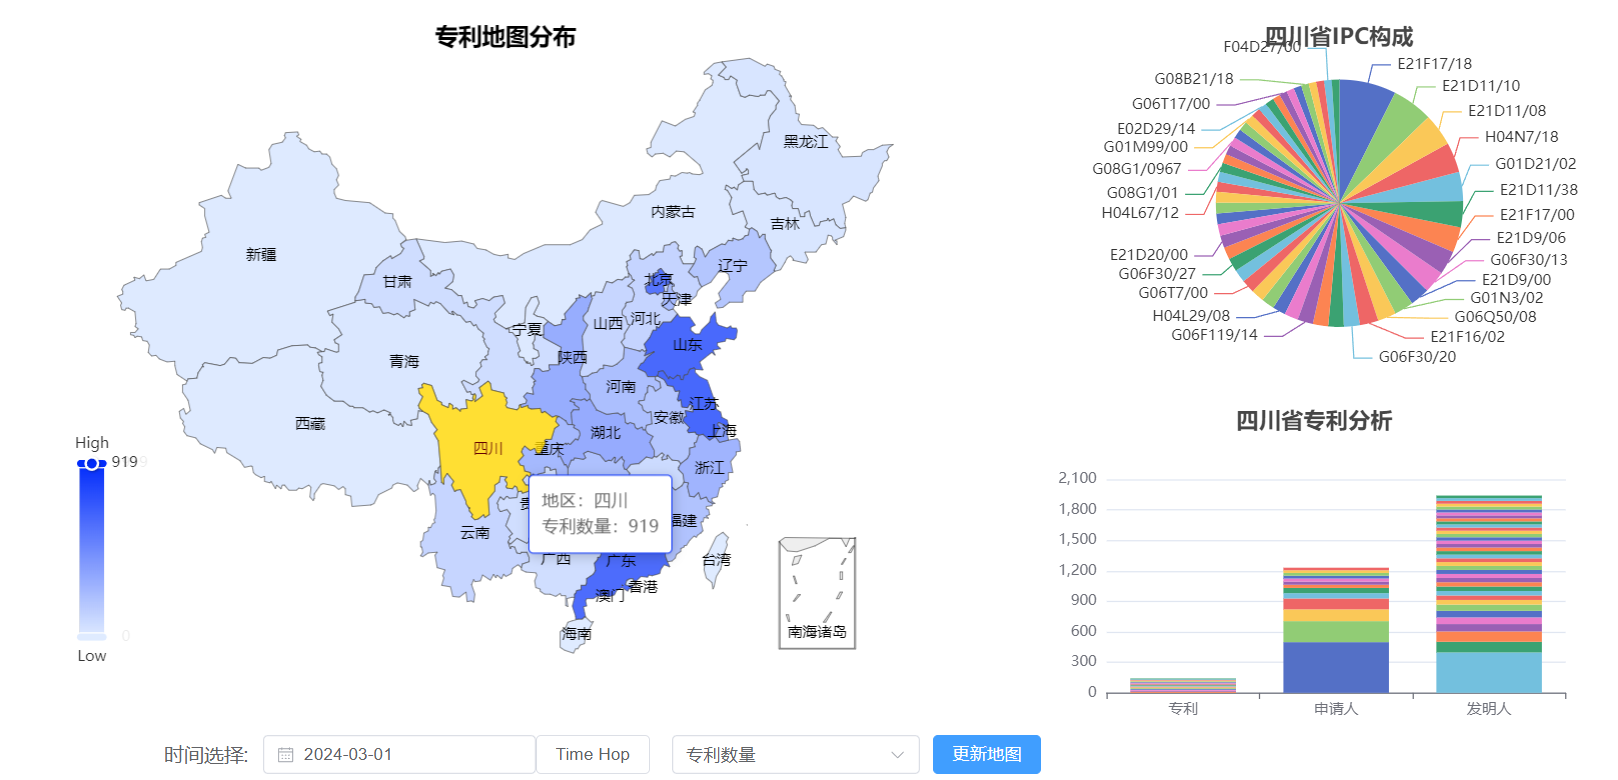 专利地图分布
黑龙江
内蒙古
吉林
新疆
辽宁
北京
甘肃
天津
河北
山西
宁夏
山东
陕西
青海
河南
江苏
安徽
西藏
上海
湖北
四川
重庆
浙江
High
919
地区：四川
专利数量：919
福建
云南
广西
广东
台湾
香港
澳门
海南
南海诸岛
0
Low
四川省IPC构成
F04D27/00
E21F17/18
G08B21/18
E21D11/10
G06T17/00
E21D11/08
E02D29/14
H04N7/18
G01M99/00
G01D21/02
G08G1/0967
E21D11/38
G08G1/01
E21F17/00
H04L67/12
E21D9/06
E21D20/00
G06F30/13
G06F30/27
E21D9/00
G06T7/00
G01N3/02
H04L29/08
G06Q50/08
G06F119/14
E21F16/02
G06F30/20
四川省专利分析
2,100
1,800
1,500
1,200
900
600
300
0
专利
申请人
发明人
时间选择:
2024-03-01
Time Hop
专利数量
更新地图